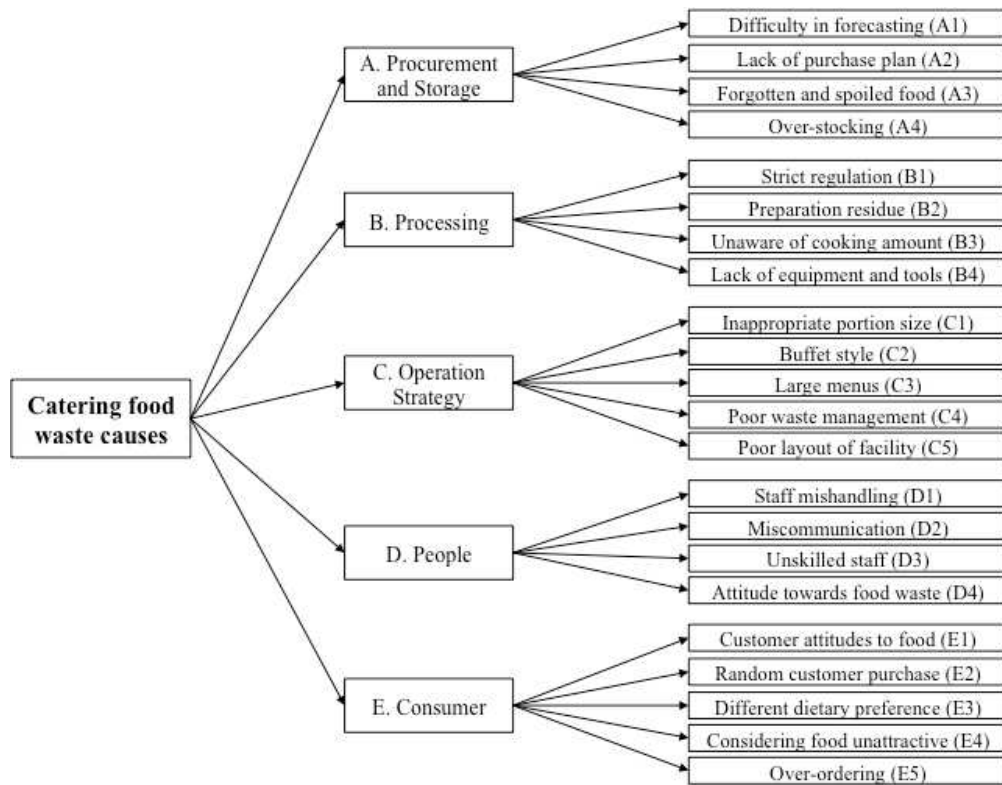 Catering food
waste causes
A. Procurement
and Storage
Difficulty in forecasting (A1)
Lack of purchase plan (A2)
Forgotten and spoiled food (A3)
Over-stocking (A4)
B. Processing
Strict regulation (B1)
Preparation residue (B2)
Unaware of cooking amount (B3)
Lack of equipment and tools (B4)
C. Operation
Strategy
Inappropriate portion size (C1)
Buffet style (C2)
Large menus (C3)
Poor waste management (C4)
Poor layout of facility (C5)
D. People
Staff mishandling (D1)
Miscommunication (D2)
Unskilled staff (D3)
Attitude towards food waste (D4)
E. Consumer
Customer attitudes to food (E1)
Random customer purchase (E2)
Different dietary preference (E3)
Considering food unattractive (E4)
Over-ordering (E5)